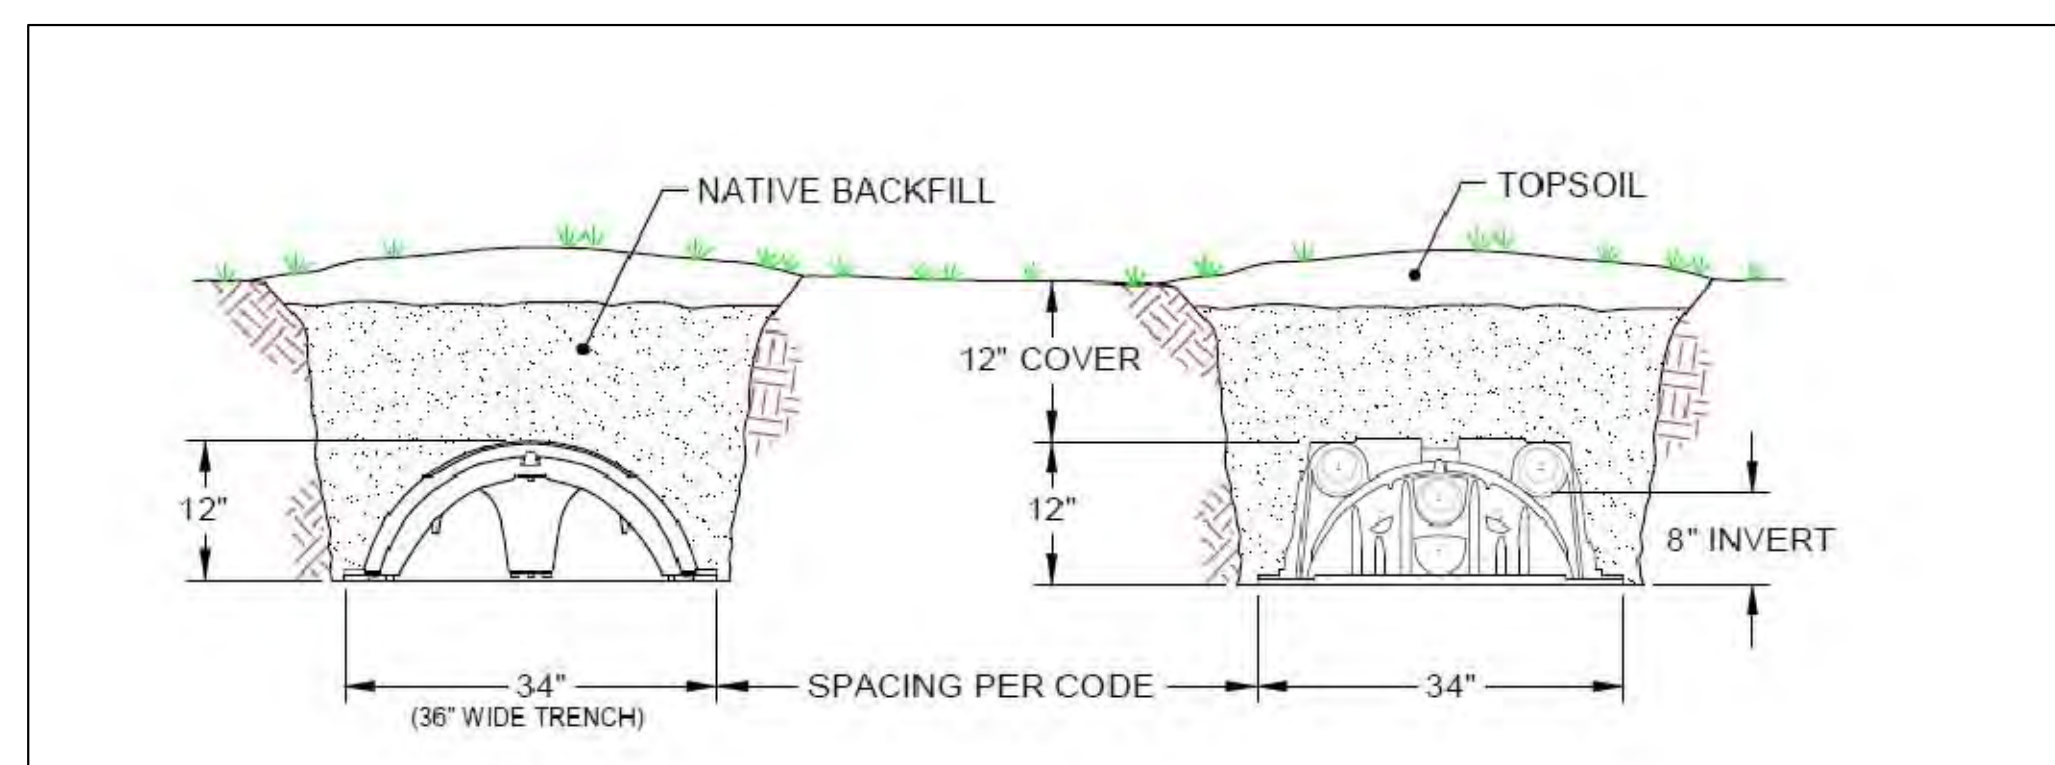 NATIVE BACKFILL
TOPSOIL
12" COVER
12"
12"
8" INVERT
34"
(36" WIDE TRENCH)
SPACING PER CODE
34"